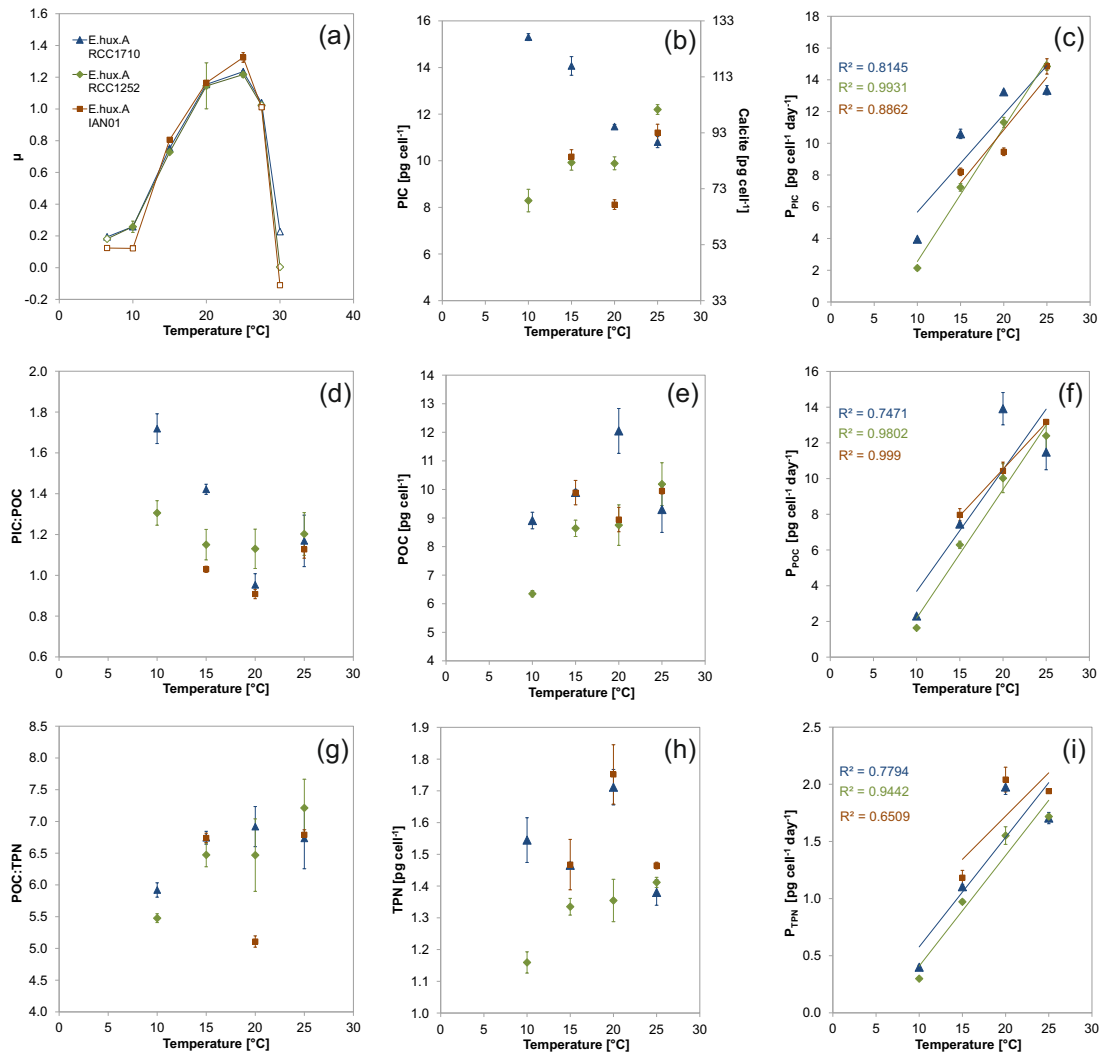 (a)
E.hux.A
RCC1710
E.hux.A
RCC1252
E.hux.A
IAN01
1.6
1.4
1.2
1.0
0.8
0.6
0.4
0.2
0.0
-0.2
µ
0 10 20 30 40
Temperature [°C]
(b)
16
14
12
10
8
6
4
PIC [pg cell-1]
133
113
93
73
53
33
Calcite [pg cell-1]
0 5 10 15 20 25 30
Temperature [°C]
(c)
R² = 0.8145
R² = 0.9931
R² = 0.8862
18
16
14
12
10
8
6
4
2
0
PPIC [pg cell-1 day-1]
0 5 10 15 20 25 30
Temperature [°C]
(d)
2.0
1.8
1.6
1.4
1.2
1.0
0.8
0.6
PIC:POC
0 5 10 15 20 25 30
Temperature [°C]
(e)
14
13
12
11
10
9
8
7
6
5
4
POC [pg cell-1]
0 5 10 15 20 25 30
Temperature [°C]
(f)
R² = 0.7471
R² = 0.9802
R² = 0.999
16
14
12
10
8
6
4
2
0
PPOC [pg cell-1 day-1]
0 5 10 15 20 25 30
Temperature [°C]
(g)
8.5
8.0
7.5
7.0
6.5
6.0
5.5
5.0
4.5
4.0
POC:TPN
0 5 10 15 20 25 30
Temperature [°C]
(h)
1.9
1.8
1.7
1.6
1.5
1.4
1.3
1.2
1.1
1.0
TPN [pg cell-1]
0 5 10 15 20 25 30
Temperature [°C]
(i)
R² = 0.7794
R² = 0.9442
R² = 0.6509
2.5
2.0
1.5
1.0
0.5
0.0
PTPN [pg cell-1 day-1]
0 5 10 15 20 25 30
Temperature [°C]